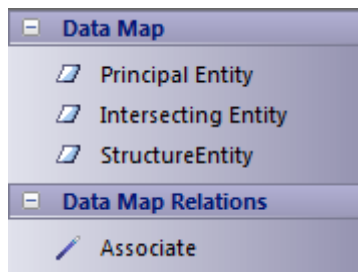 Data Map
Principal Entity
Intersecting Entity
StructureEntity
Data Map Relations
Associate